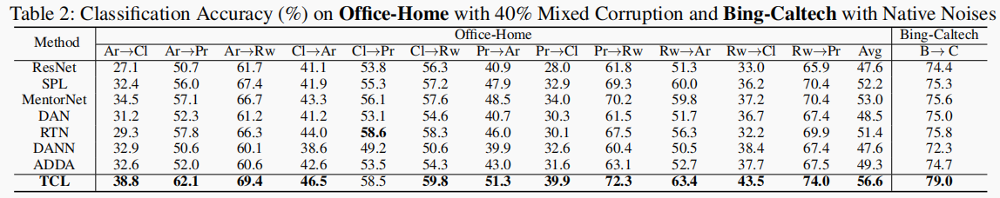 Table 2: Classification Accuracy (%) on Office-Home with 40% Mixed Corruption and Bing-Caltech with Native Noises
Method Office-Home Bing-Caltech
Ar→Cl Ar→Pr Ar→Rw Cl→Ar Cl→Pr Cl→Rw Pr→Ar Pr→Cl Pr→Rw Rw→Ar Rw→Cl Rw→Pr Avg B→C
ResNet 27.1 50.7 61.7 41.1 53.8 56.3 40.9 28.0 61.8 51.3 33.0 65.9 47.6 74.4
SPL 32.4 56.0 67.4 41.9 55.3 57.2 47.9 32.9 69.3 60.0 36.2 70.4 52.2 75.3
MentorNet 34.5 57.1 66.7 43.3 56.1 57.6 48.5 34.0 70.2 59.8 37.2 70.4 53.0 75.6
DAN 31.2 52.3 61.2 41.2 53.1 54.6 40.7 30.3 61.5 51.7 36.7 67.4 48.5 75.0
RTN 29.3 57.8 66.3 44.0 58.6 58.3 46.0 30.1 67.5 56.3 32.2 69.9 51.4 75.8
DANN 32.9 50.6 60.1 38.6 49.2 50.6 39.9 32.6 60.4 50.5 38.4 67.4 47.6 72.3
ADDA 32.6 52.0 60.6 42.6 53.5 54.3 43.0 31.6 63.1 52.7 37.7 67.5 49.3 74.7
TCL 38.8 62.1 69.4 46.5 58.5 59.8 51.3 39.9 72.3 63.4 43.5 74.0 56.6 79.0